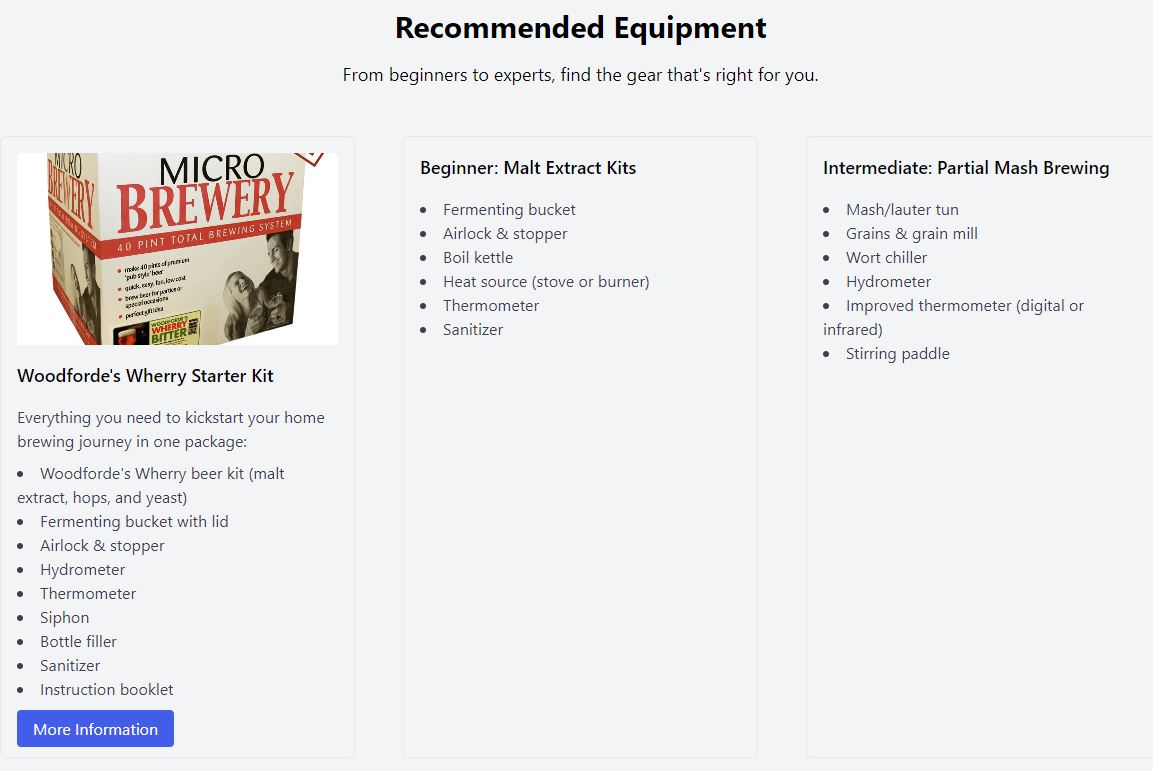 Recommended Equipment
From beginners to experts, find the gear that's right for you.
MICRO
BREWERY
40 PINT TOTAL BREWING SYSTEM
make 40 pints of premium
'pub style' beer
quick, easy, fun, low cost
brew beer for parties or
special occasions
perfect gift idea
WOODFORDE'S
WHERRY
BITTER
BREWERY
Woodforde's Wherry Starter Kit
Everything you need to kickstart your home
brewing journey in one package:
Woodforde's Wherry beer kit (malt
extract, hops, and yeast)
Fermenting bucket with lid
Airlock & stopper
Hydrometer
Thermometer
Siphon
Bottle filler
Sanitizer
Instruction booklet
More Information
Beginner: Malt Extract Kits
Fermenting bucket
Airlock & stopper
Boil kettle
Heat source (stove or burner)
Thermometer
Sanitizer
Intermediate: Partial Mash Brewing
Mash/lauter tun
Grains & grain mill
Wort chiller
Hydrometer
Improved thermometer (digital or
infrared)
Stirring paddle